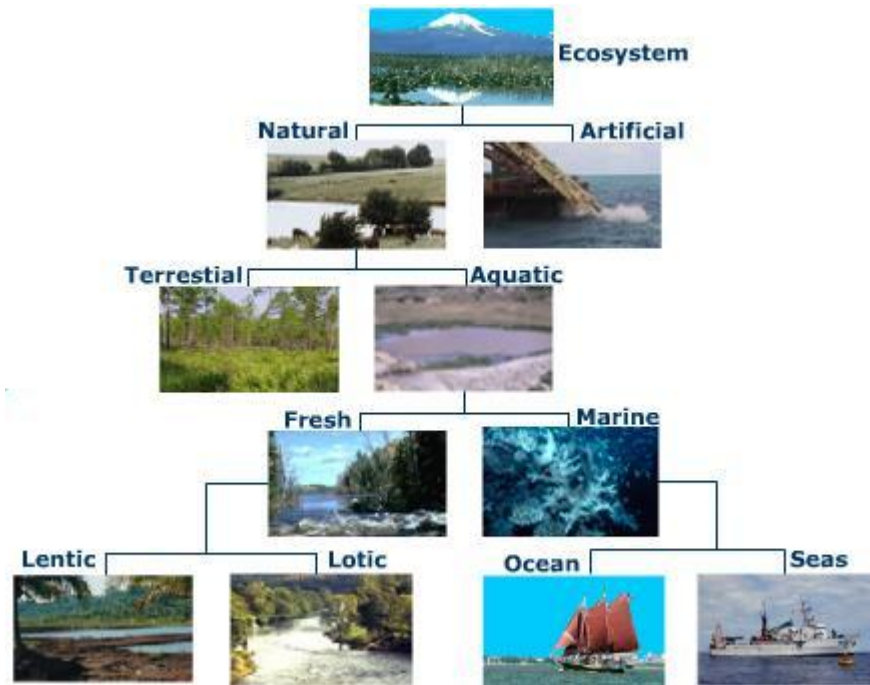 Ecosystem
Natural
Artificial
Terrestial
Aquatic
Fresh
Marine
Lentic
Lotic
Ocean
Seas